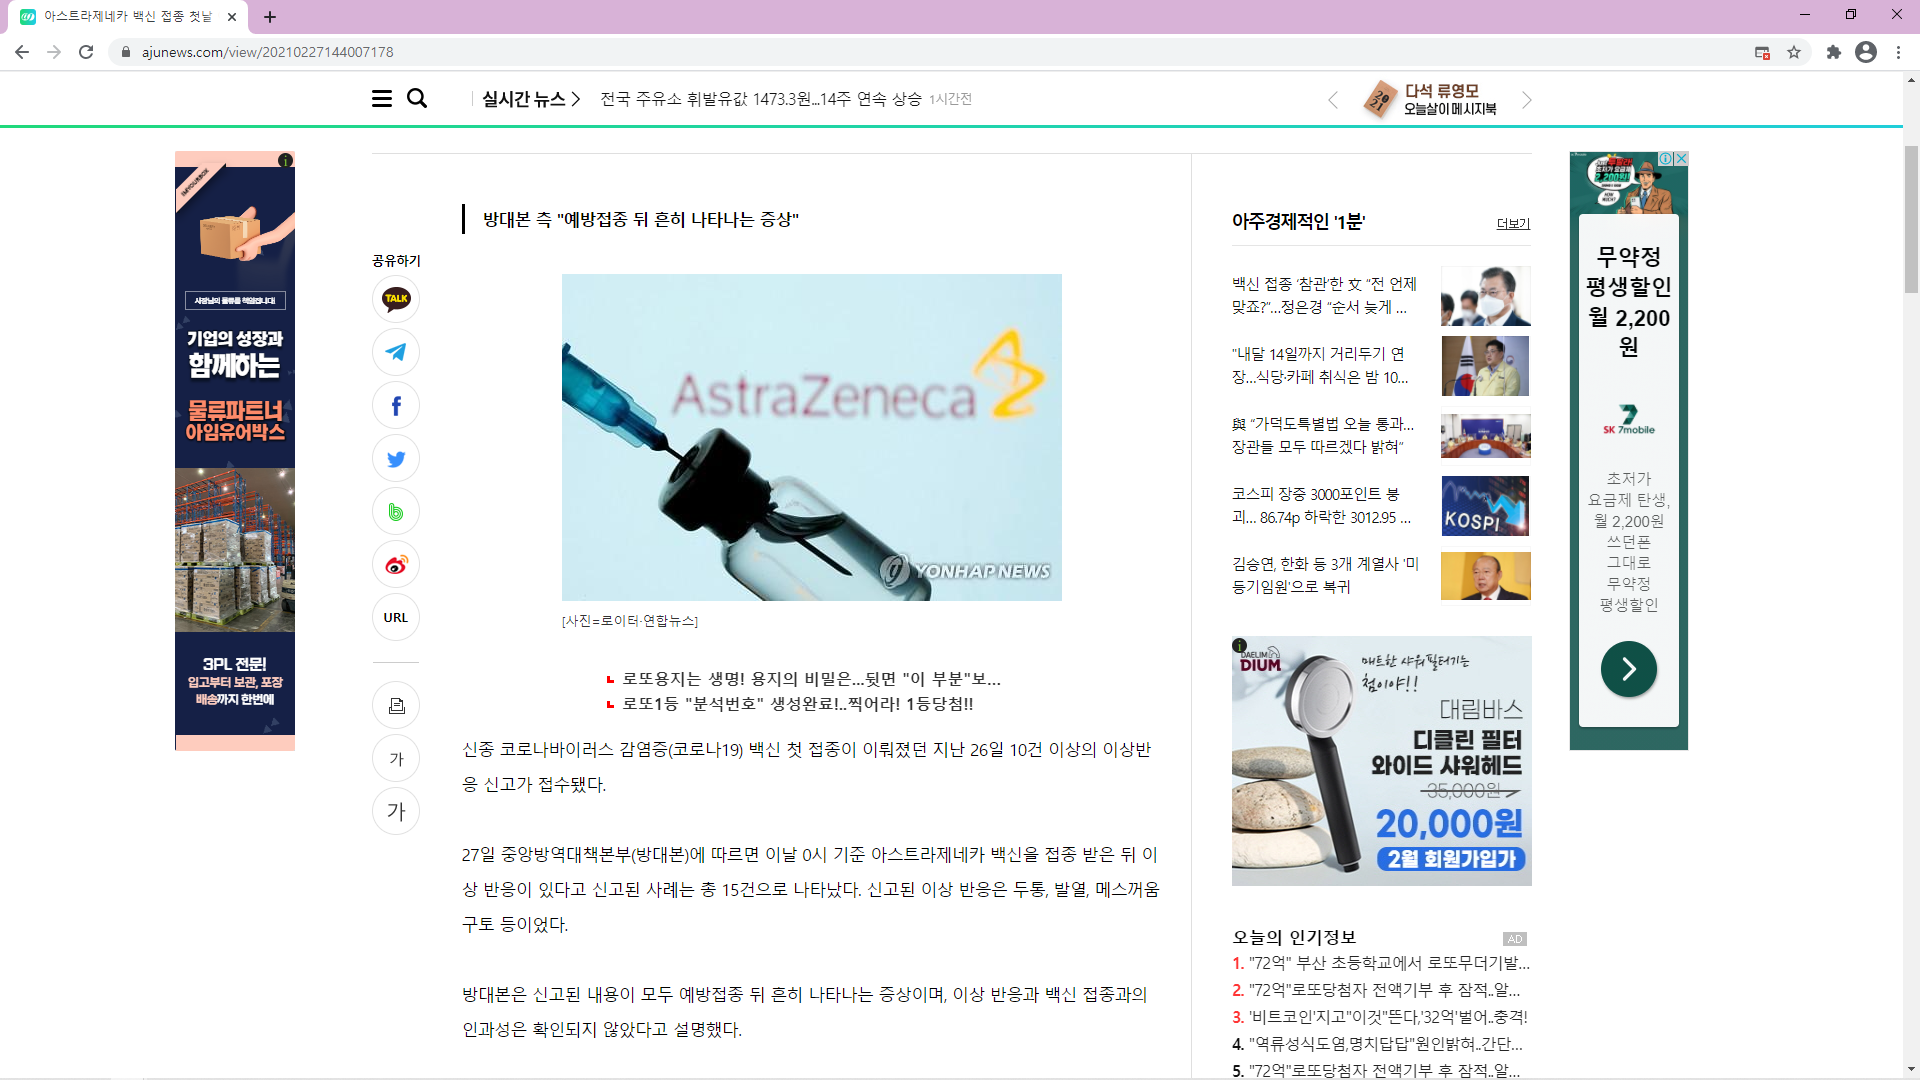 아스트라제네카 백신 접종 첫날
ajunews.com/view/20210227144007178
실시간 뉴스
전국 주유소 휘발유값 1473.3원...14주 연속 상승 1시간전
2021
다석 류영모
오늘살이 메시지북
사장님의 물류를 책임집니다!
기업의 성장과
함께하는
물류파트너
아임유어박스
3PL 전문!
입고부터 보관, 포장
배송까지 한번에
공유하기
TALK
URL
가
가
방대본 측 "예방접종 뒤 흔히 나타나는 증상"
AstraZeneca
YONHAP NEWS
[사진=로이터·연합뉴스]
로또용지는 생명! 용지의 비밀은...뒷면 "이 부분"보...
로또1등 "분석번호" 생성완료!..찍어라! 1등당첨!!
신종 코로나바이러스 감염증(코로나19) 백신 첫 접종이 이뤄졌던 지난 26일 10건 이상의 이상반
응 신고가 접수됐다.
27일 중앙방역대책본부(방대본)에 따르면 이날 0시 기준 아스트라제네카 백신을 접종 받은 뒤 이
상 반응이 있다고 신고된 사례는 총 15건으로 나타났다. 신고된 이상 반응은 두통, 발열, 메스꺼움
구토 등이었다.
방대본은 신고된 내용이 모두 예방접종 뒤 흔히 나타나는 증상이며, 이상 반응과 백신 접종과의
인과성은 확인되지 않았다고 설명했다.
아주경제적인 '1분'
더보기
백신 접종 '참관'한 文 "전 언제
맞죠?"...정은경 "순서 늦게 ...
"내달 14일까지 거리두기 연
장...식당·카페 취식은 밤 10...
與 "가덕도특별법 오늘 통과...
장관들 모두 따르겠다 밝혀"
코스피 장중 3000포인트 붕
괴... 86.74p 하락한 3012.95 ...
KOSPI
김승연, 한화 등 3개 계열사 '미
등기임원'으로 복귀
DAELIM
DIUM
매트한 샤워필터기는
첨이야!!
대림바스
디클린 필터
와이드 샤워헤드
35,000원
20,000원
2월 회원가입가
오늘의 인기정보
AD
1. "72억" 부산 초등학교에서 로또무더기발...
2. "72억"로또당첨자 전액기부 후 잠적..알...
3. '비트코인'지고"이것"뜬다,'32억'벌어..충격!
4. "역류성식도염,명치답답"원인밝혀..간단...
5. "72억"로또당첨자 전액기부 후 잠적..알...
2,200원!
무약정
평생할인
월 2,200
원
SK 7mobile
초저가
요금제 탄생,
월 2,200원
쓰던폰
그대로
무약정
평생할인